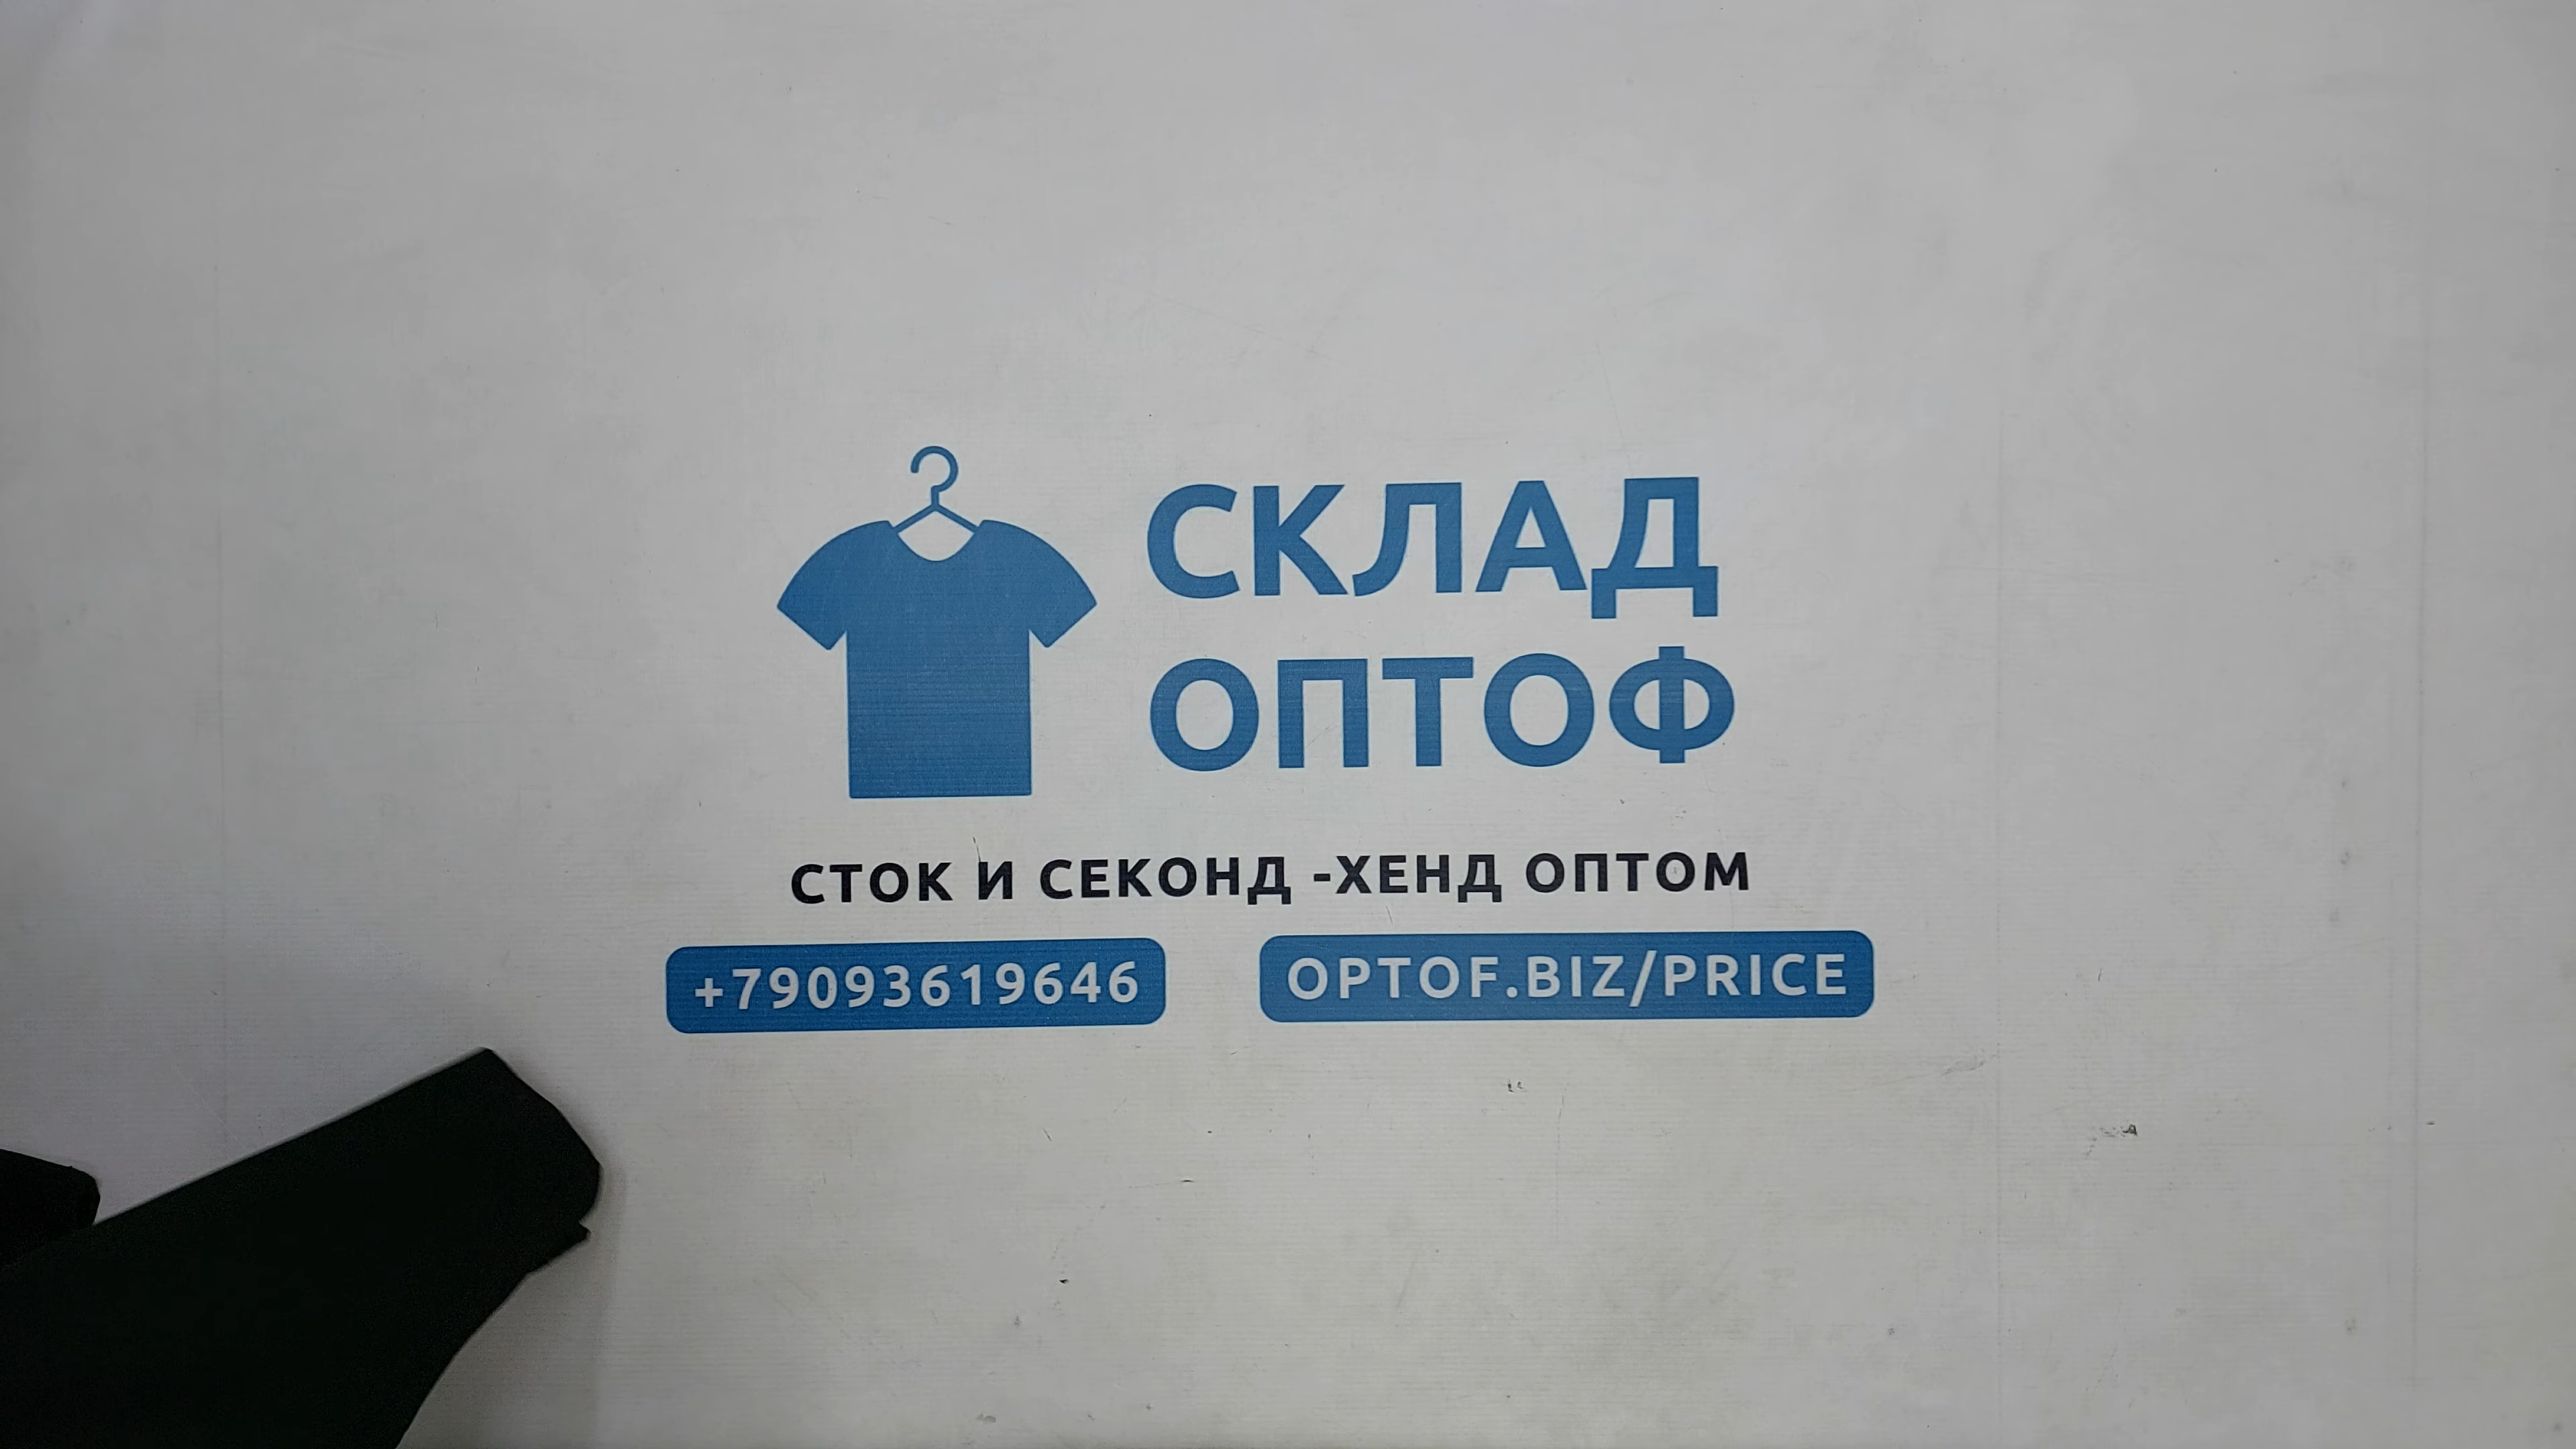 СКЛАД
ОПТОФ
СТОК И СЕКОНД -ХЕНД ОПТОМ
+79093619646
OPTOF.BIZ/PRICE